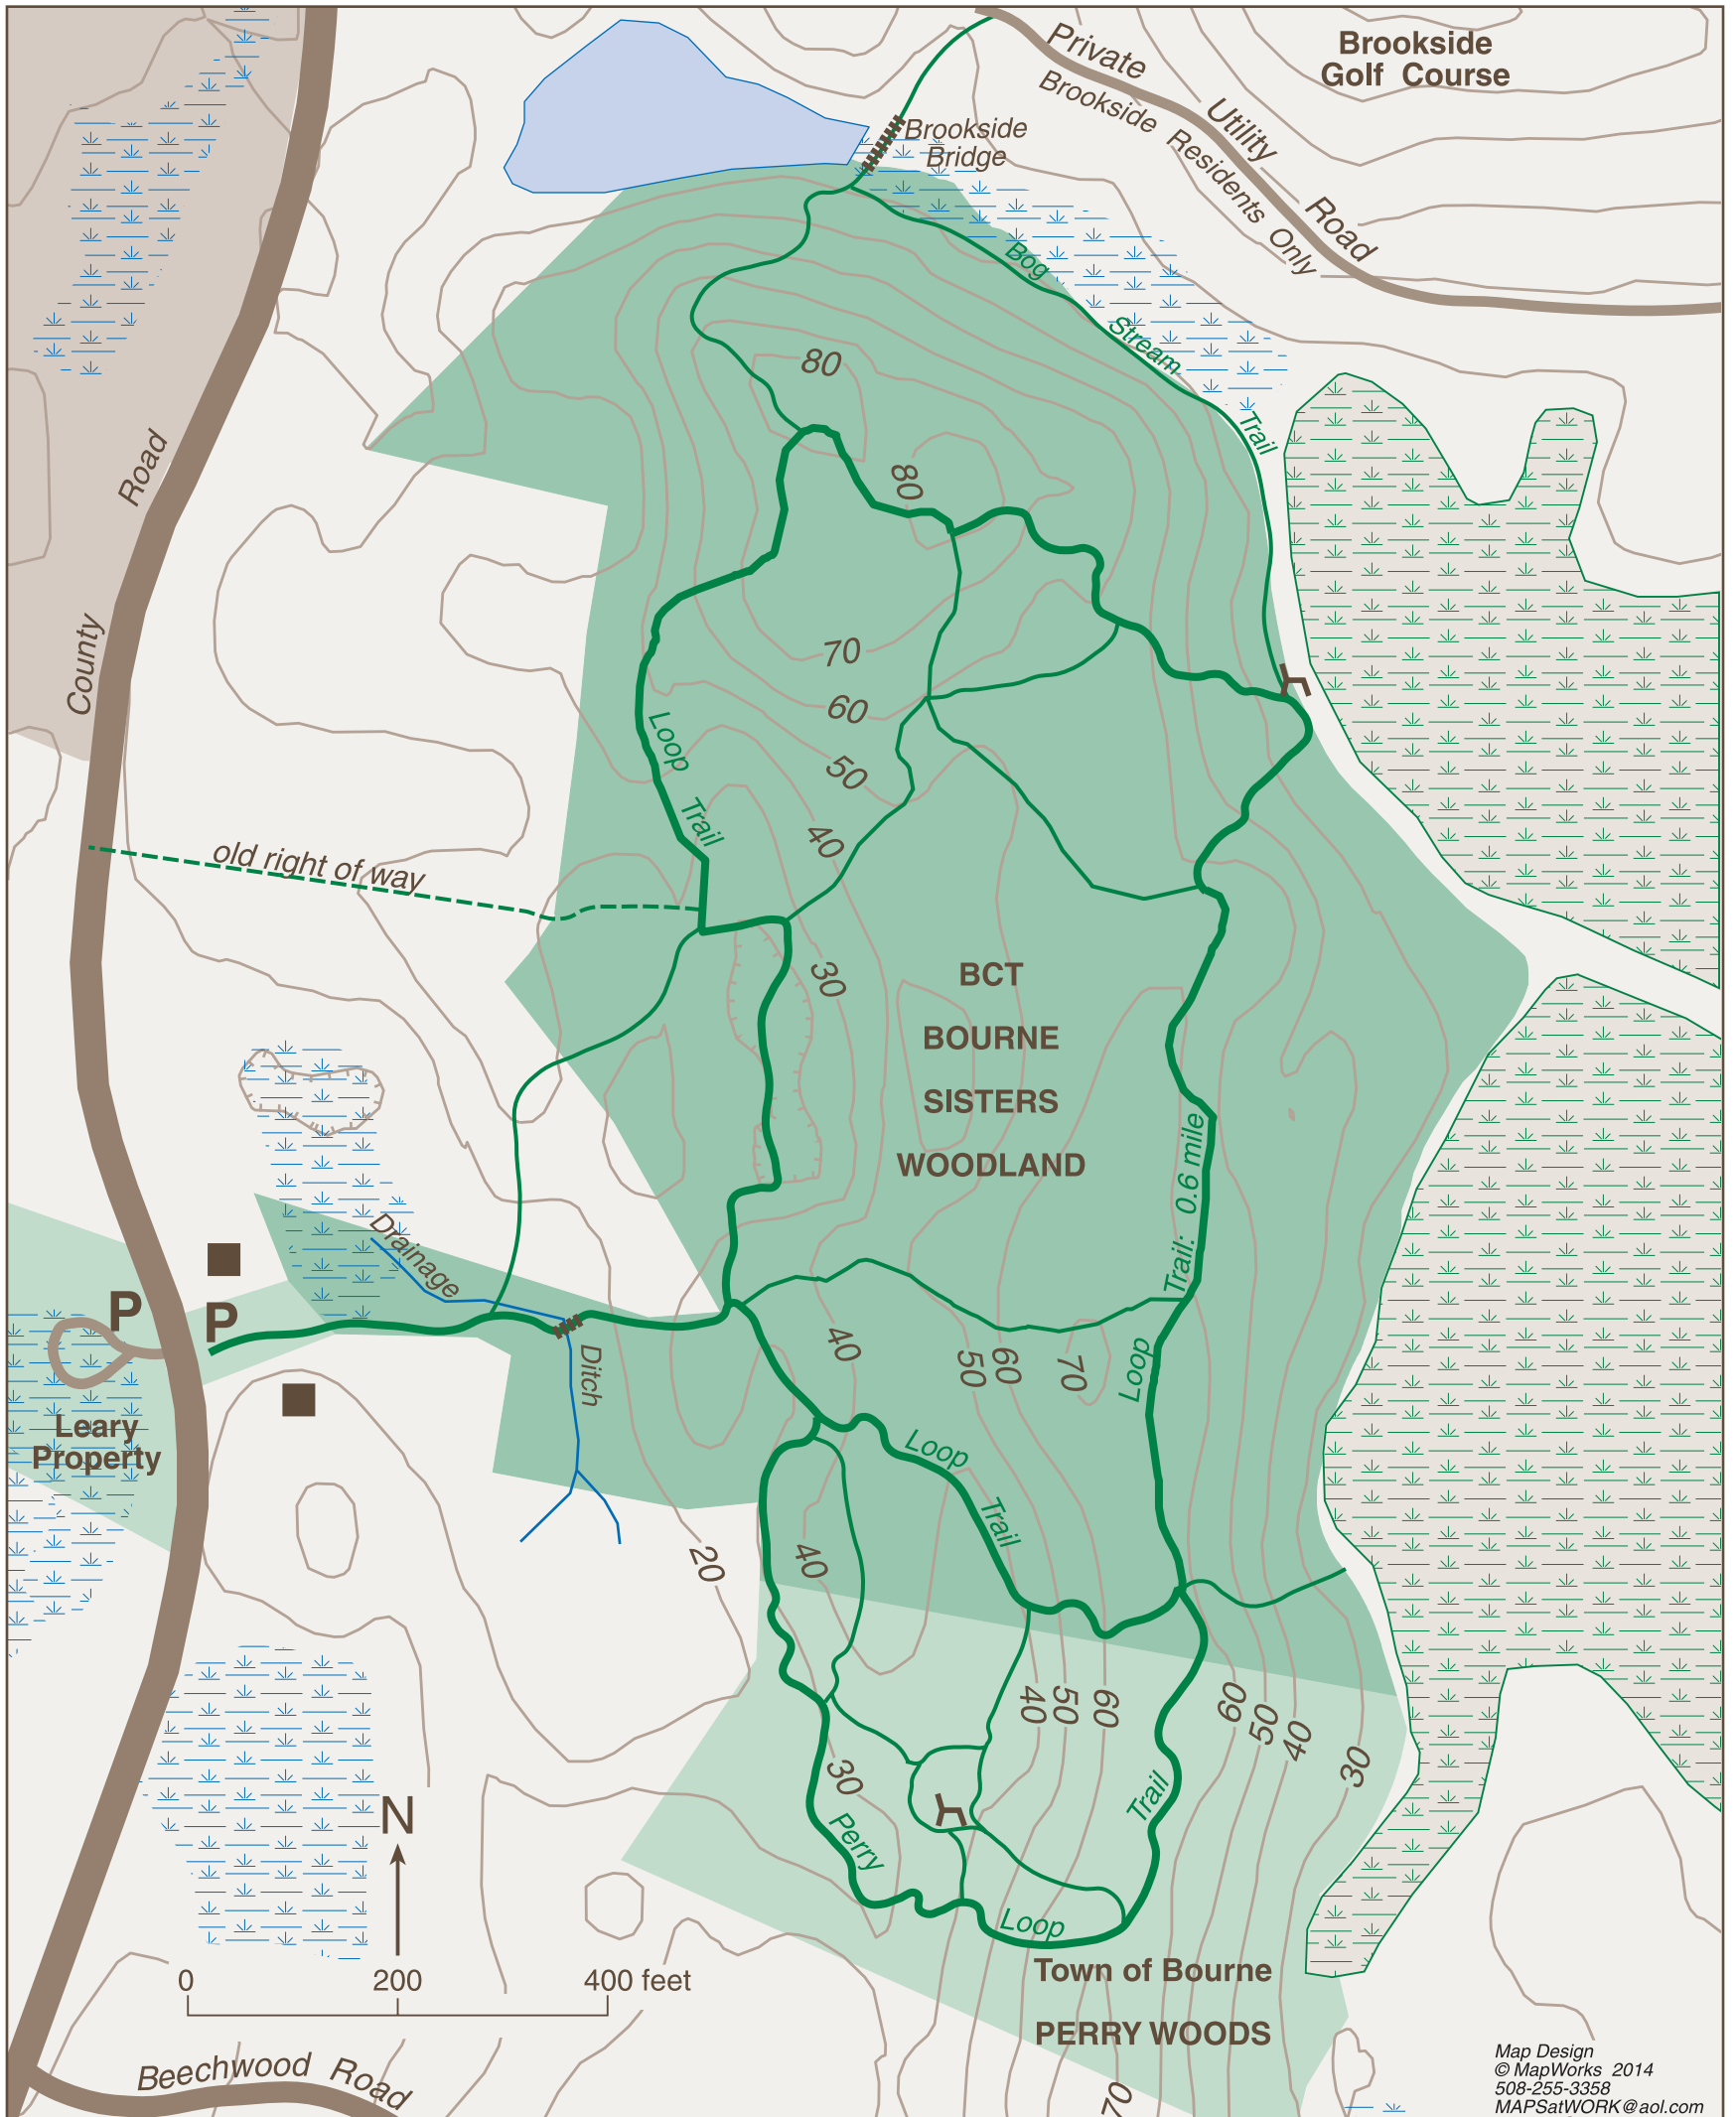 Brookside
Golf Course
Private Utility Road
Brookside Residents Only
Brookside
Bridge
Bog Stream Trail
80
80
County Road
70
60
50
40
30
Loop Trail
old right of way
BCT
BOURNE
SISTERS
WOODLAND
Loop Trail: 0.6 mile
Drainage Ditch
P
P
Leary
Property
40
50
60
70
Loop Trail
20
40
40
50
60
60
50
40
30
30
Perry Loop Trail
N
0 200 400 feet
Town of Bourne
PERRY WOODS
70
Beechwood Road
Map Design
© MapWorks 2014
508-255-3358
MAPSatWORK@aol.com